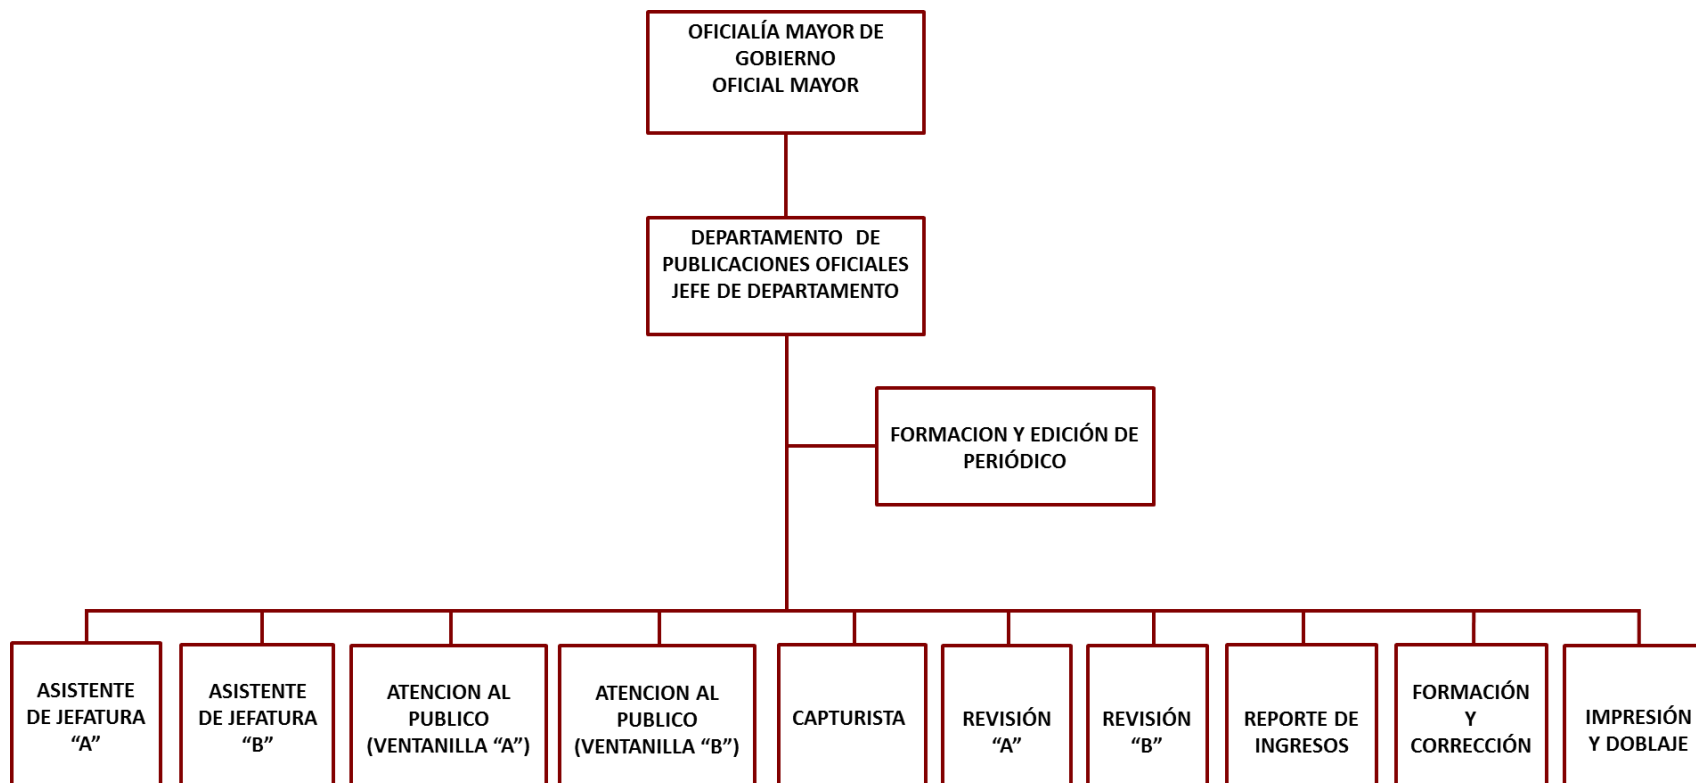 OFICIALÍA MAYOR DE
GOBIERNO
OFICIAL MAYOR
DEPARTAMENTO DE
PUBLICACIONES OFICIALES
JEFE DE DEPARTAMENTO
FORMACION Y EDICIÓN DE
PERIÓDICO
ASISTENTE
DE JEFATURA
“A”
ASISTENTE
DE JEFATURA
“B”
ATENCION AL
PUBLICO
(VENTANILLA “A”)
ATENCION AL
PUBLICO
(VENTANILLA “B”)
CAPTURISTA
REVISIÓN
“A”
REVISIÓN
“B”
REPORTE DE
INGRESOS
FORMACIÓN
Y
CORRECCIÓN
IMPRESIÓN
Y DOBLAJE